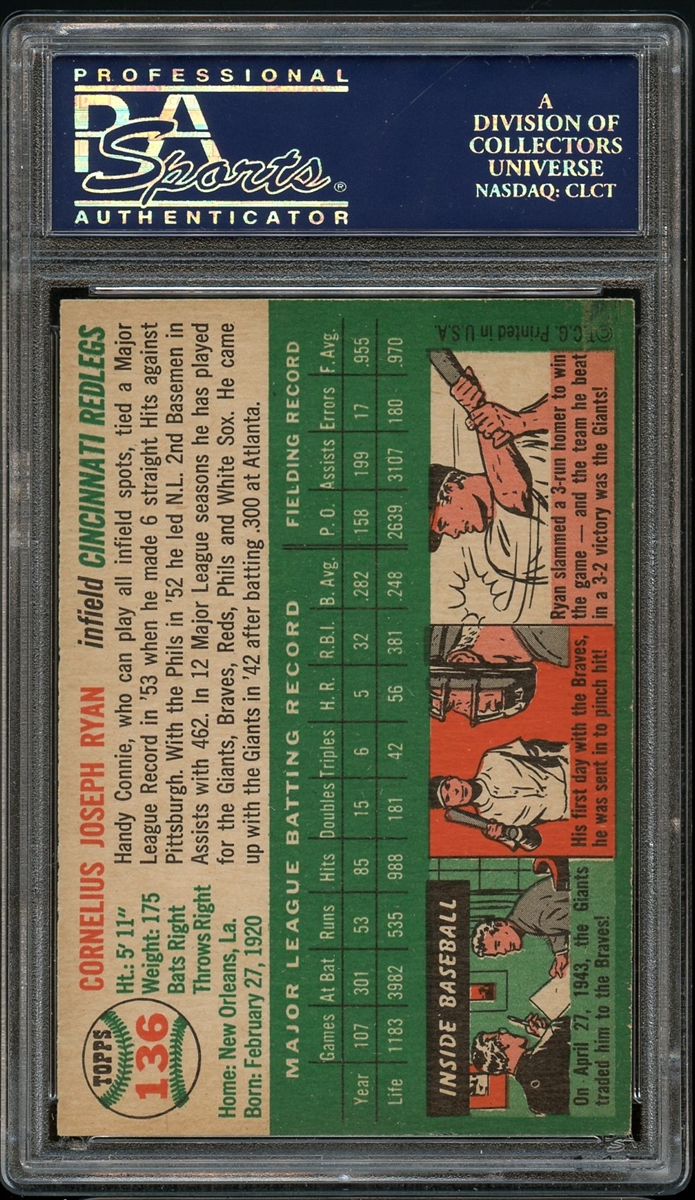 PROFESSIONAL
PSA
Sports®
AUTHENTICATOR
A
DIVISION OF
COLLECTORS
UNIVERSE
NASDAQ: CLCT
TOPPS
136
CORNELIUS JOSEPH RYAN infield CINCINNATI REDLEGS
Ht.: 5' 11"
Weight: 175
Bats Right
Throws Right
Home: New Orleans, La.
Born: February 27, 1920
Handy Connie, who can play all infield spots, tied a Major
League Record in '53 when he made 6 straight Hits against
Pittsburgh. With the Phils in '52 he led N.L. 2nd Basemen in
Assists with 462. In 12 Major League seasons he has played
for the Giants, Braves, Reds, Phils and White Sox. He came
up with the Giants in '42 after batting .300 at Atlanta.
MAJOR LEAGUE BATTING RECORD FIELDING RECORD
Games At Bat Runs Hits Doubles Triples H. R. R.B.I. B. Avg. P. O. Assists Errors F. Avg.
Year 107 301 53 85 15 6 5 32 .282 158 199 17 .955
Life 1183 3982 535 988 181 42 56 381 .248 2639 3107 180 .970
INSIDE BASEBALL
On April 27, 1943, the Giants
traded him to the Braves!
His first day with the Braves,
he was sent in to pinch hit!
Ryan slammed a 3-run homer to win
the game — and the team he beat
in a 3-2 victory was the Giants!
©T.C.G. Printed in U.S.A.